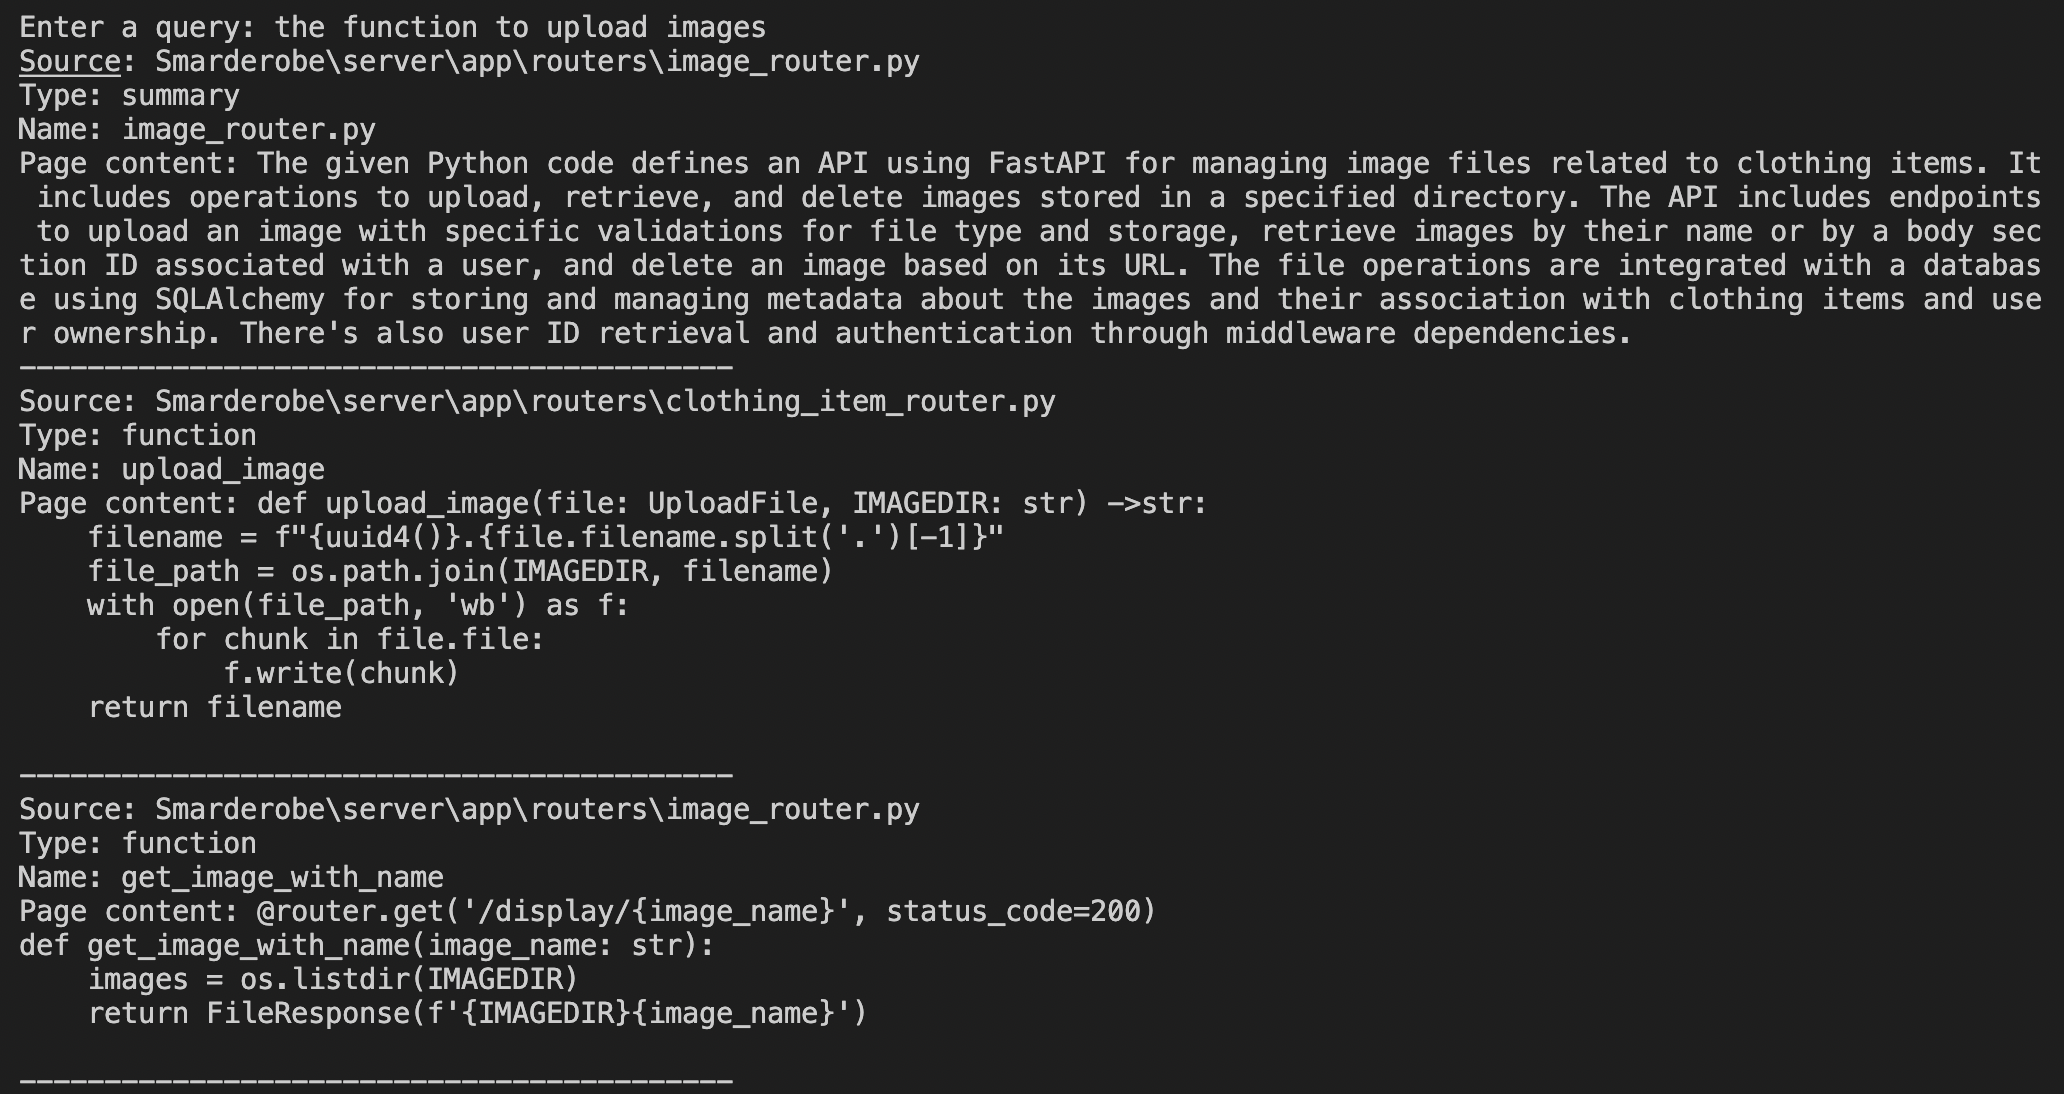 Enter a query: the function to upload images
Source: Smarderobe\server\app\routers\image_router.py
Type: summary
Name: image_router.py
Page content: The given Python code defines an API using FastAPI for managing image files related to clothing items. It
 includes operations to upload, retrieve, and delete images stored in a specified directory. The API includes endpoints
 to upload an image with specific validations for file type and storage, retrieve images by their name or by a body sec
tion ID associated with a user, and delete an image based on its URL. The file operations are integrated with a databas
e using SQLAlchemy for storing and managing metadata about the images and their association with clothing items and use
r ownership. There's also user ID retrieval and authentication through middleware dependencies.
------------------------------------------
Source: Smarderobe\server\app\routers\clothing_item_router.py
Type: function
Name: upload_image
Page content: def upload_image(file: UploadFile, IMAGEDIR: str) ->str:
    filename = f"{uuid4()}.{file.filename.split('.')[-1]}"
    file_path = os.path.join(IMAGEDIR, filename)
    with open(file_path, 'wb') as f:
        for chunk in file.file:
            f.write(chunk)
    return filename

------------------------------------------
Source: Smarderobe\server\app\routers\image_router.py
Type: function
Name: get_image_with_name
Page content: @router.get('/display/{image_name}', status_code=200)
def get_image_with_name(image_name: str):
    images = os.listdir(IMAGEDIR)
    return FileResponse(f'{IMAGEDIR}{image_name}')

------------------------------------------